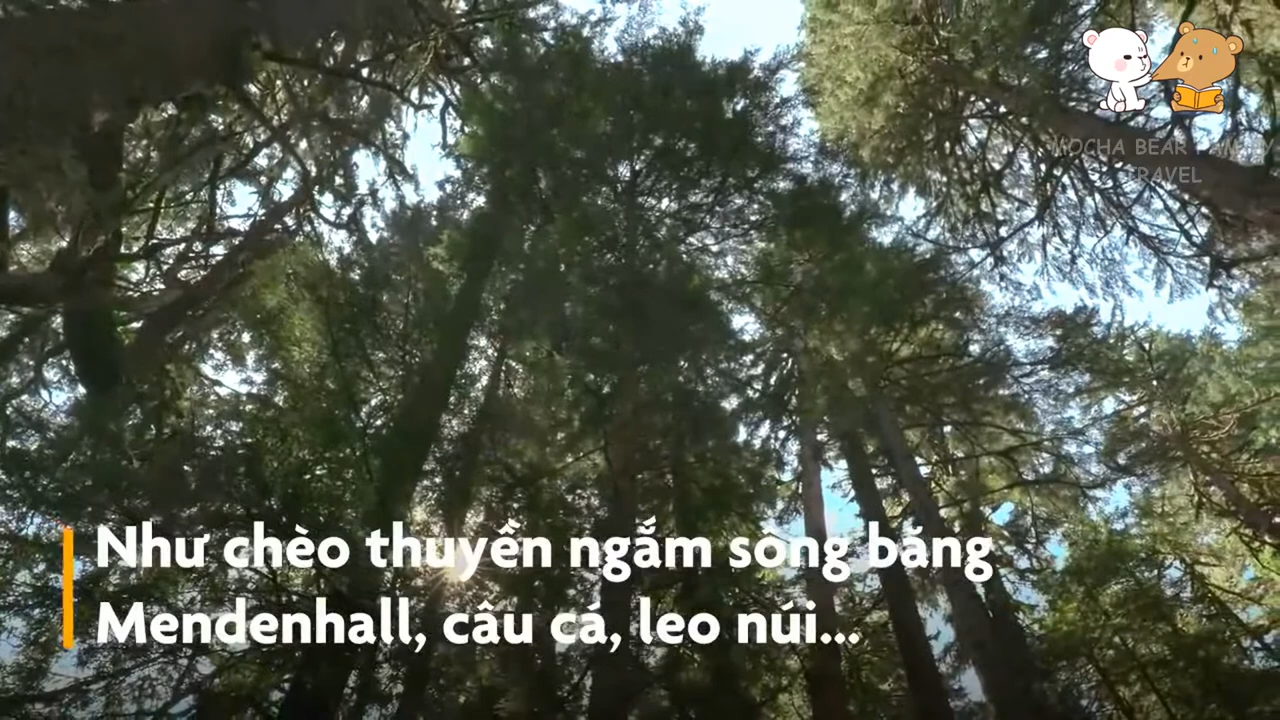 MOCHA BEAR FAMILY
TRAVEL
Như chèo thuyền ngắm sông băng
Mendenhall, câu cá, leo núi...